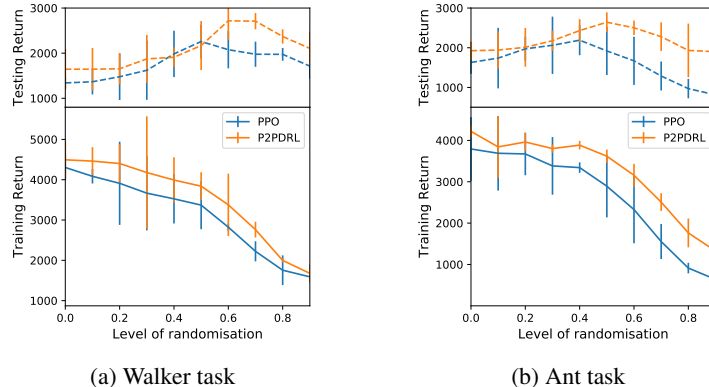 3000
2000
1000
Testing Return
PPO
P2PDRL
5000
4000
3000
2000
1000
Training Return
0.0 0.2 0.4 0.6 0.8
Level of randomisation
(a) Walker task
3000
2000
1000
Testing Return
PPO
P2PDRL
4000
2000
0
Training Return
0.0 0.2 0.4 0.6 0.8
Level of randomisation
(b) Ant task